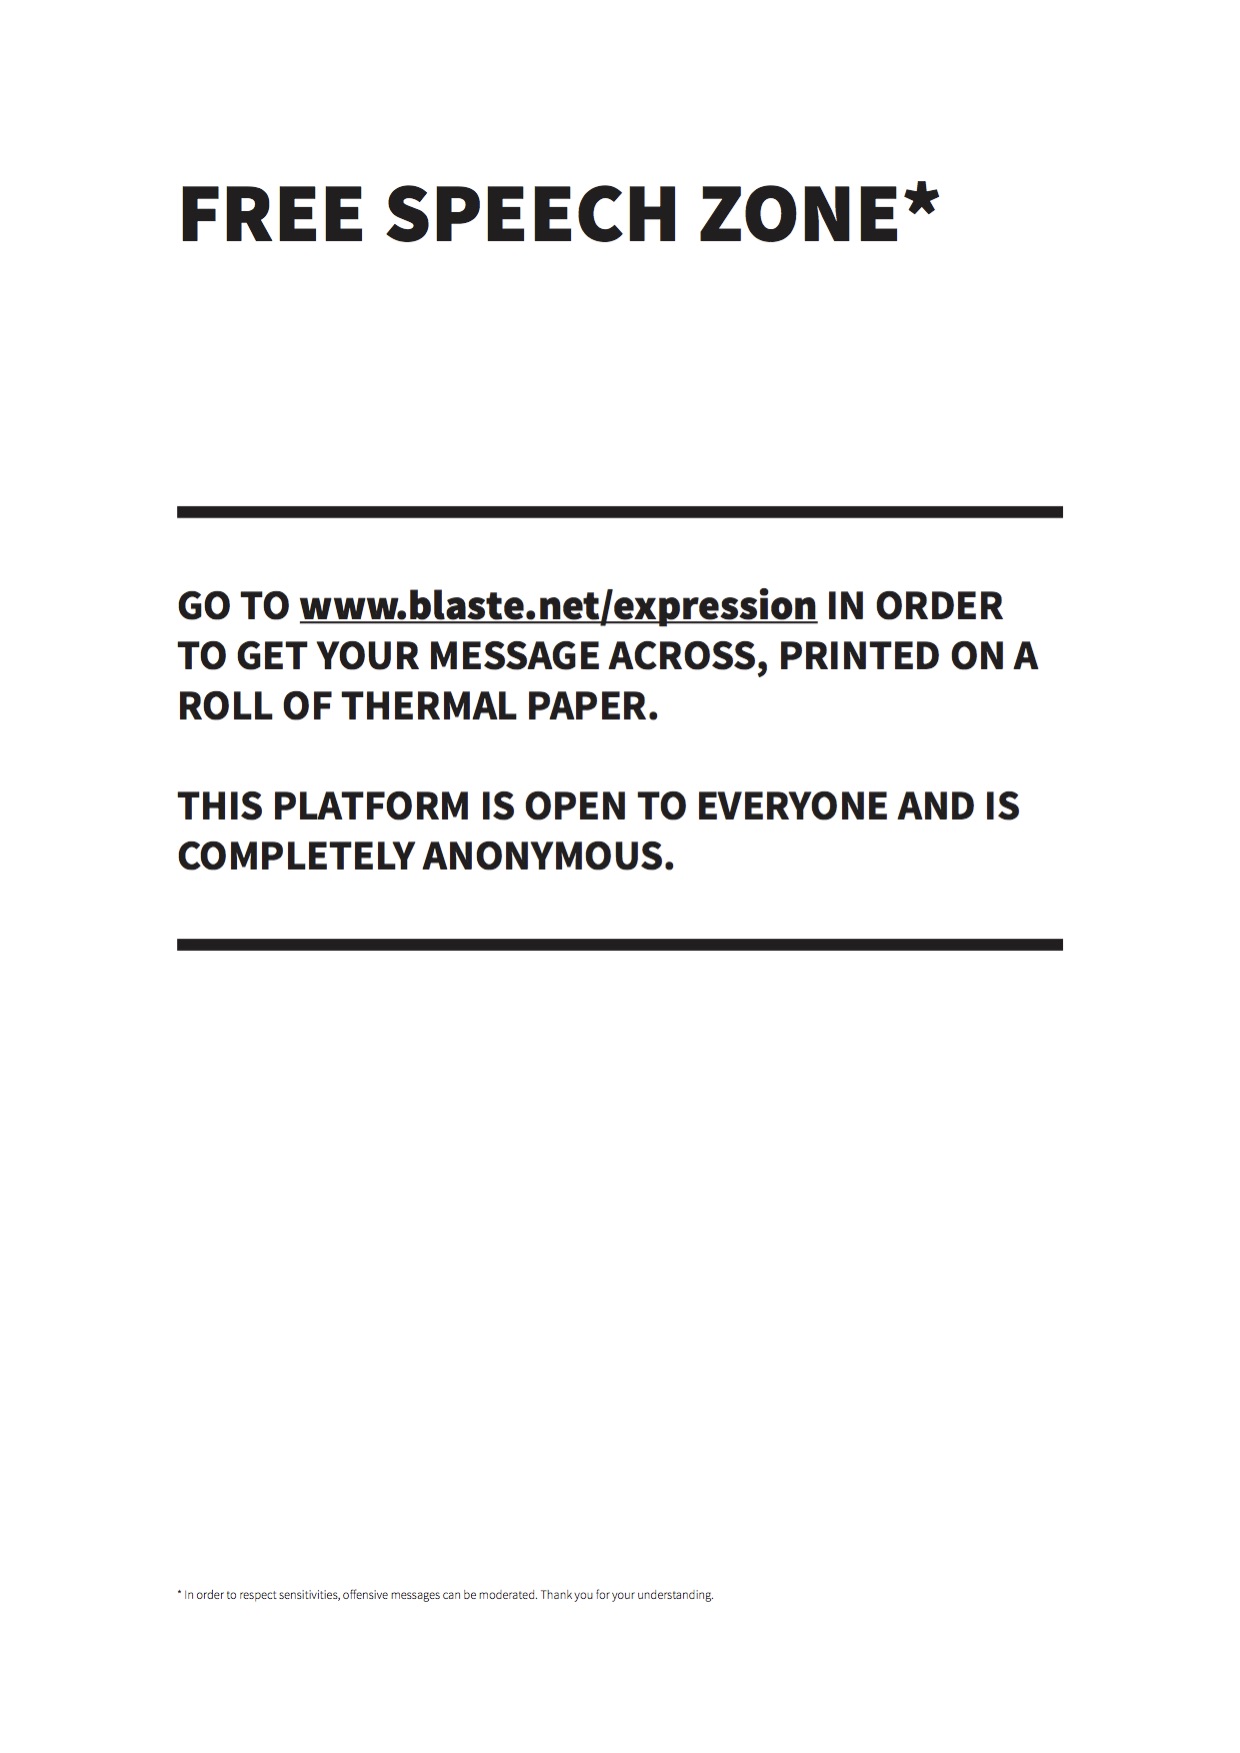 FREE SPEECH ZONE*
GO TO www.blaste.net/expression IN ORDER
TO GET YOUR MESSAGE ACROSS, PRINTED ON A
ROLL OF THERMAL PAPER.
THIS PLATFORM IS OPEN TO EVERYONE AND IS
COMPLETELY ANONYMOUS.
* In order to respect sensitivities, offensive messages can be moderated. Thank you for your understanding.